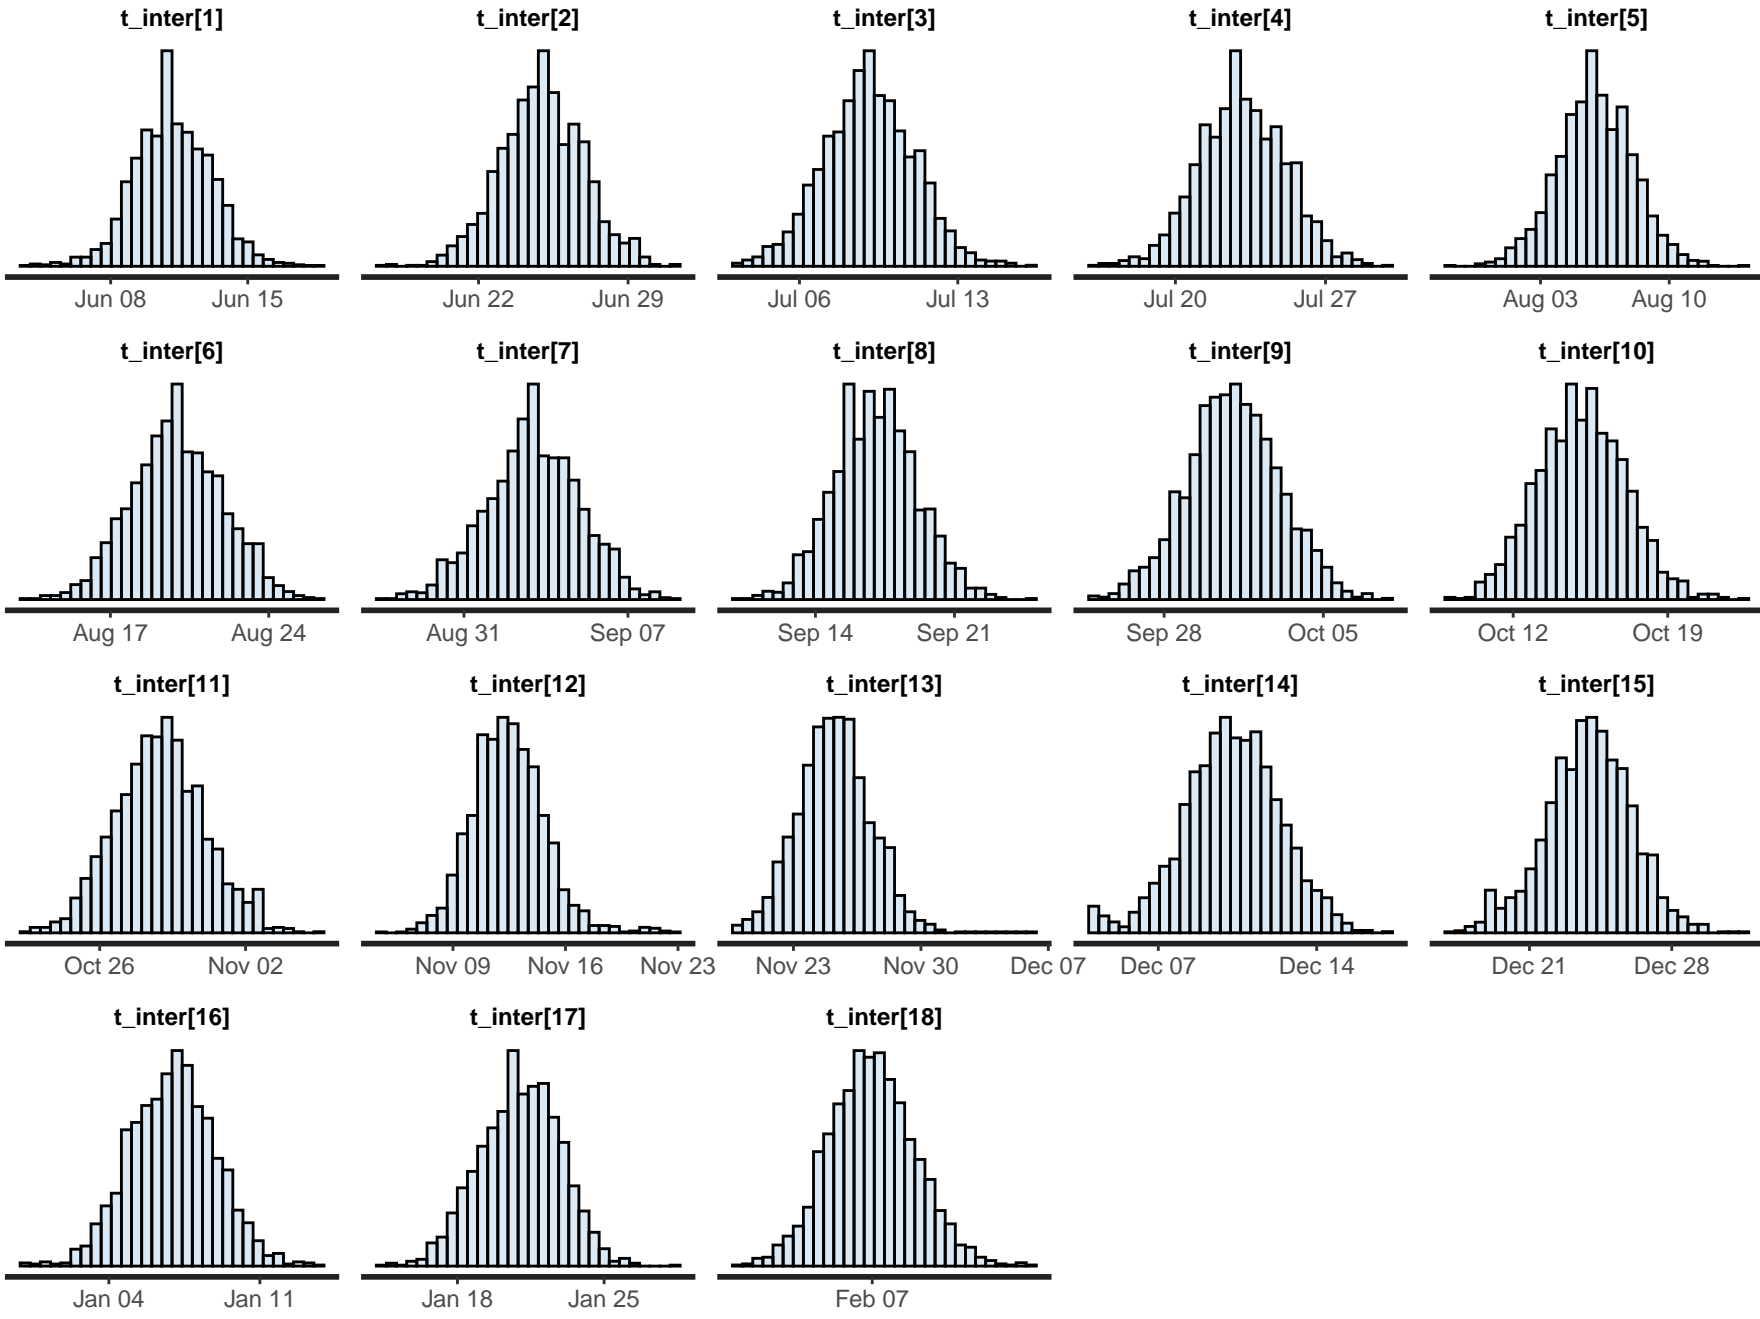 t_inter[1] t_inter[2] t_inter[3] t_inter[4] t_inter[5]
Jun 08 Jun 15 Jun 22 Jun 29 Jul 06 Jul 13 Jul 20 Jul 27 Aug 03 Aug 10
t_inter[6] t_inter[7] t_inter[8] t_inter[9] t_inter[10]
Aug 17 Aug 24 Aug 31 Sep 07 Sep 14 Sep 21 Sep 28 Oct 05 Oct 12 Oct 19
t_inter[11] t_inter[12] t_inter[13] t_inter[14] t_inter[15]
Oct 26 Nov 02 Nov 09 Nov 16 Nov 23 Nov 23 Nov 30 Dec 07 Dec 07 Dec 14 Dec 21 Dec 28
t_inter[16] t_inter[17] t_inter[18]
Jan 04 Jan 11 Jan 18 Jan 25 Feb 07